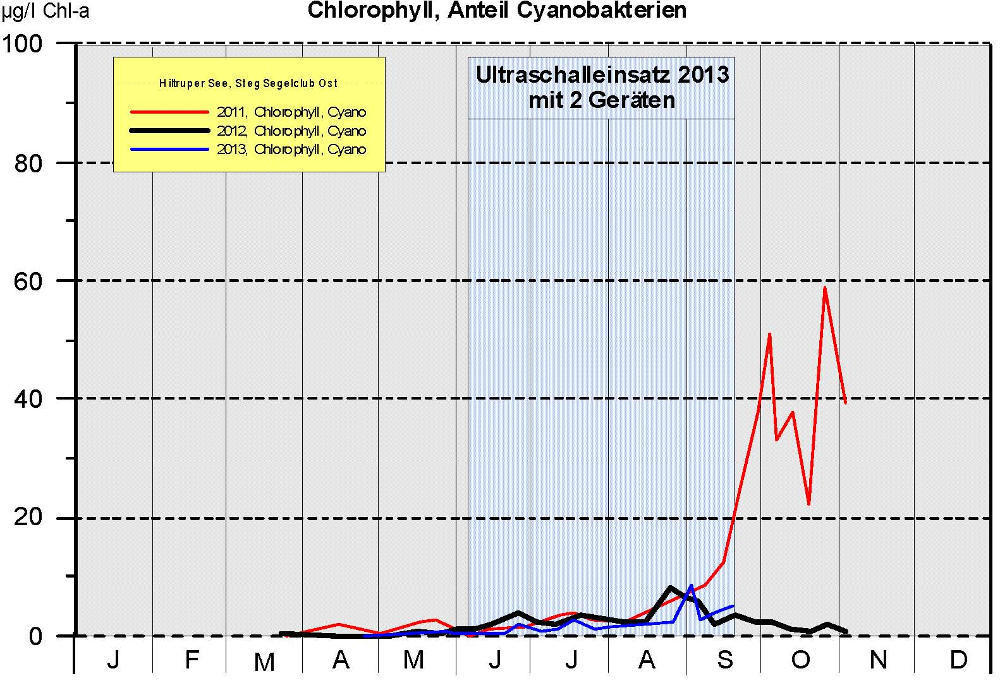 µg/l Chl-a
Chlorophyll, Anteil Cyanobakterien
100
80
60
40
20
0
Hiltruper See, Steg Segelclub Ost
2011, Chlorophyll, Cyano
2012, Chlorophyll, Cyano
2013, Chlorophyll, Cyano
Ultraschalleinsatz 2013
mit 2 Geräten
J F M A M J J A S O N D